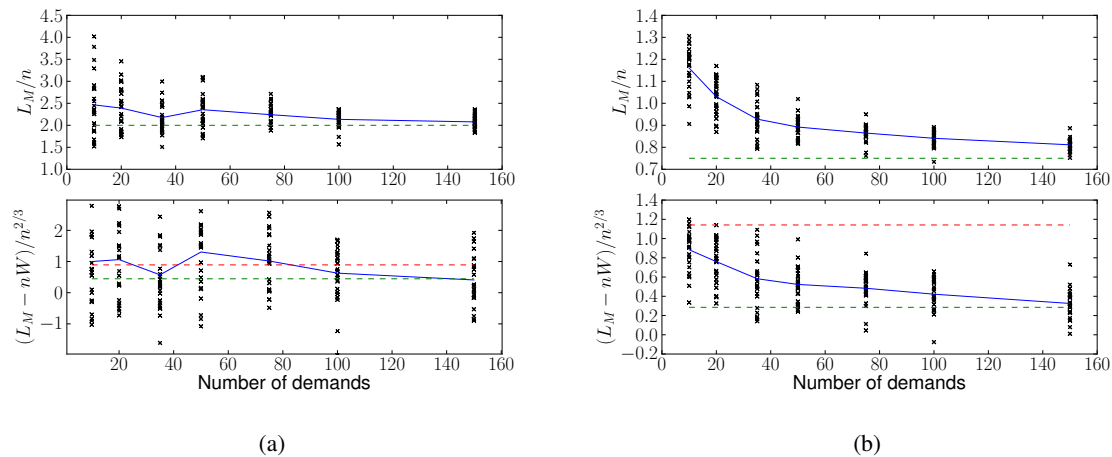 4.5
4.0
3.5
3.0
2.5
2.0
1.5
1.0
L_M/n
0 20 40 60 80 100 120 140 160
2
1
0
−1
(L_M − nW)/n^{2/3}
20 40 60 80 100 120 140 160
Number of demands
(a)
1.4
1.3
1.2
1.1
1.0
0.9
0.8
0.7
L_M/n
0 20 40 60 80 100 120 140 160
1.4
1.2
1.0
0.8
0.6
0.4
0.2
0.0
−0.2
(L_M − nW)/n^{2/3}
0 20 40 60 80 100 120 140 160
Number of demands
(b)